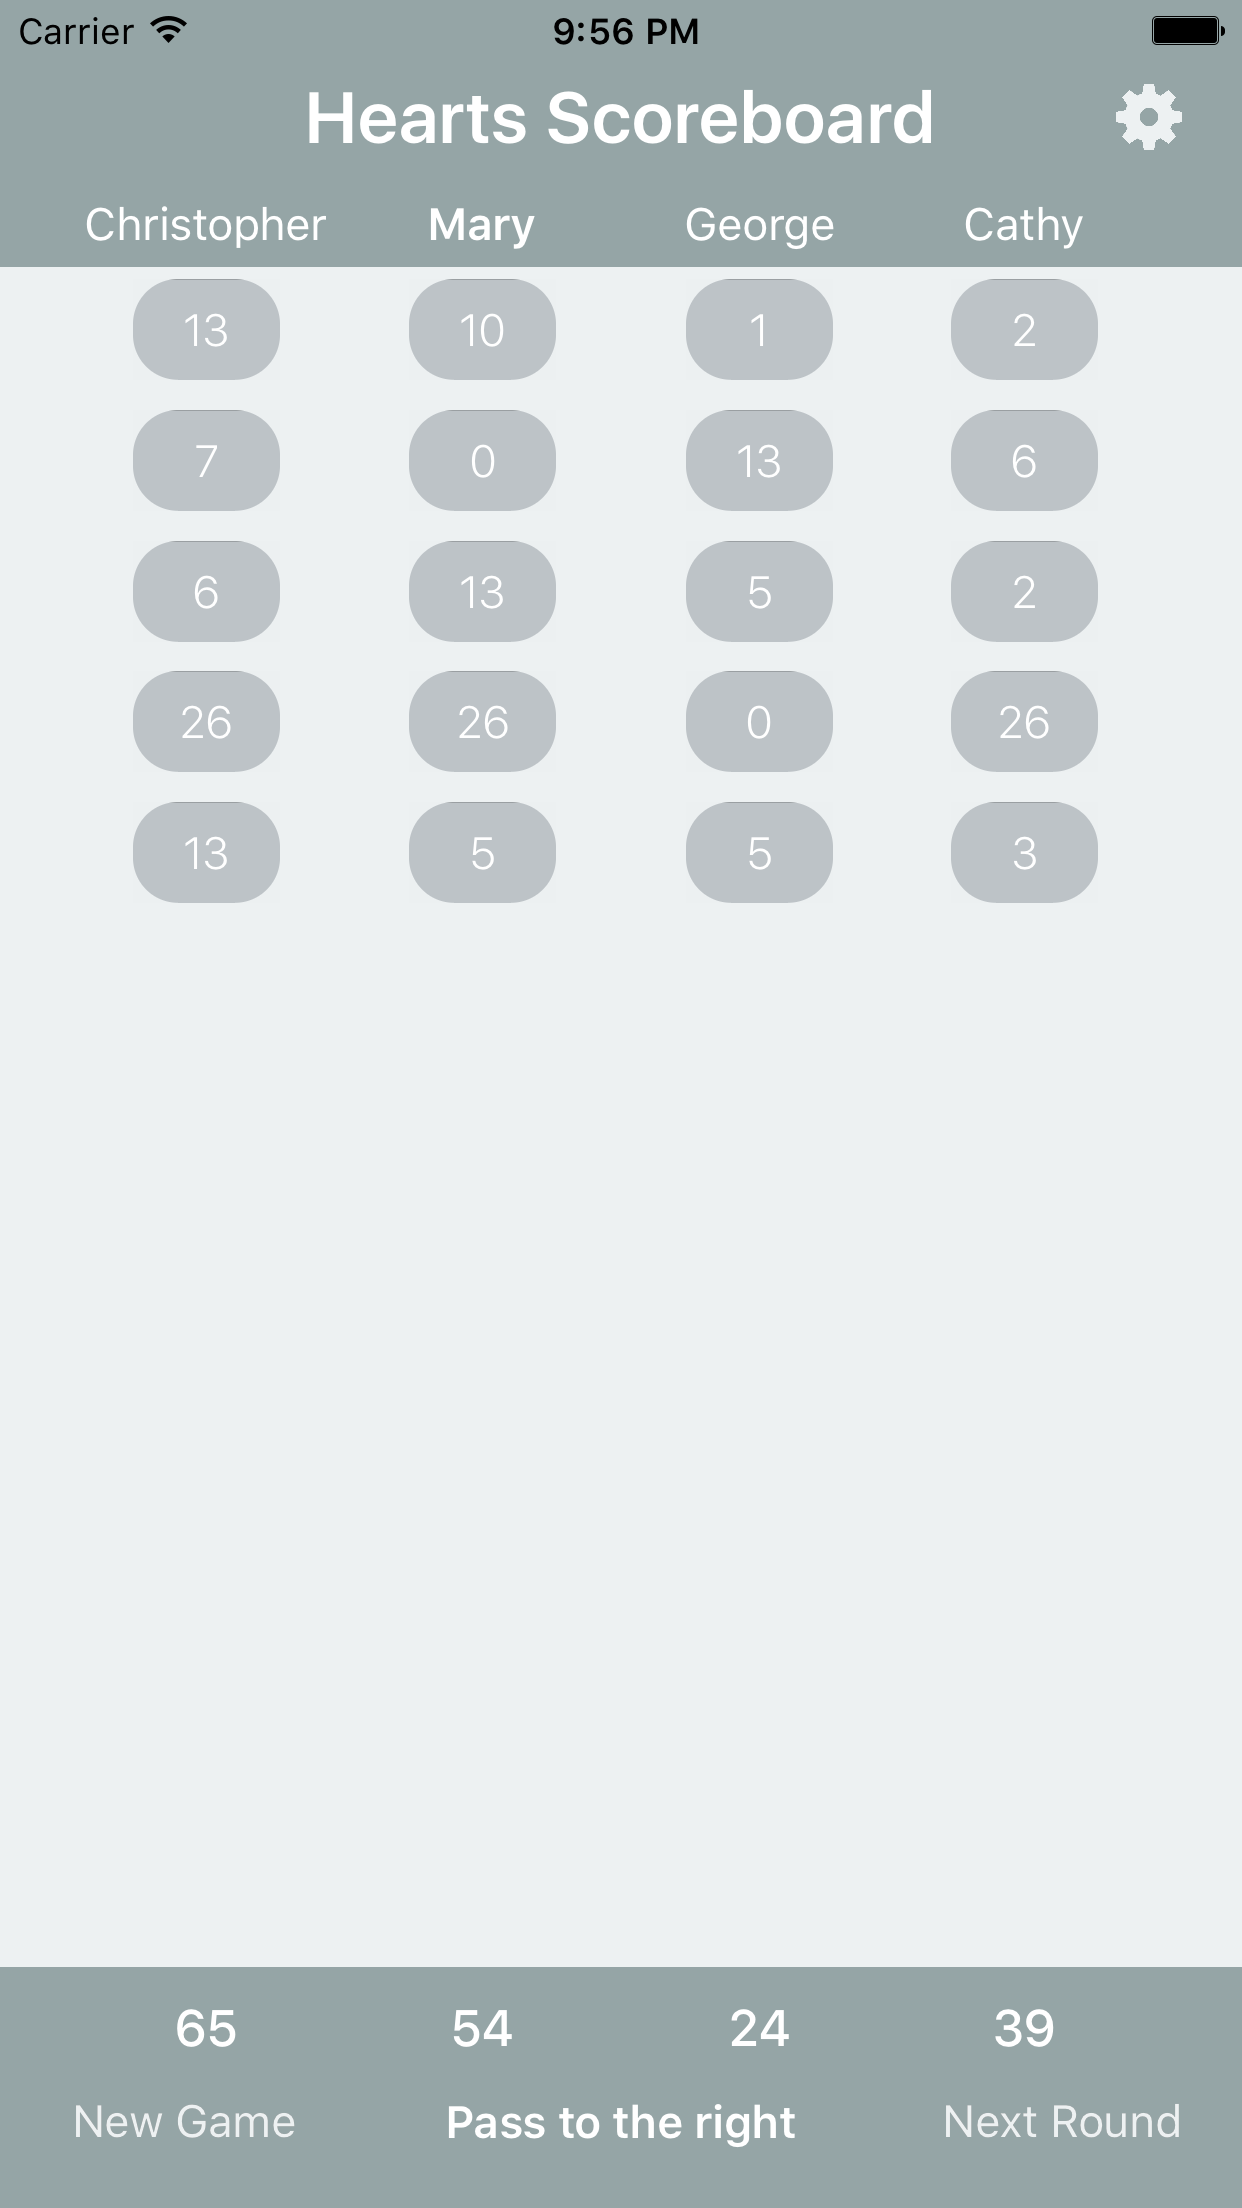 Carrier 9:56 PM
Hearts Scoreboard
Christopher Mary George Cathy
13 10 1 2
7 0 13 6
6 13 5 2
26 26 0 26
13 5 5 3
65 54 24 39
New Game Pass to the right Next Round